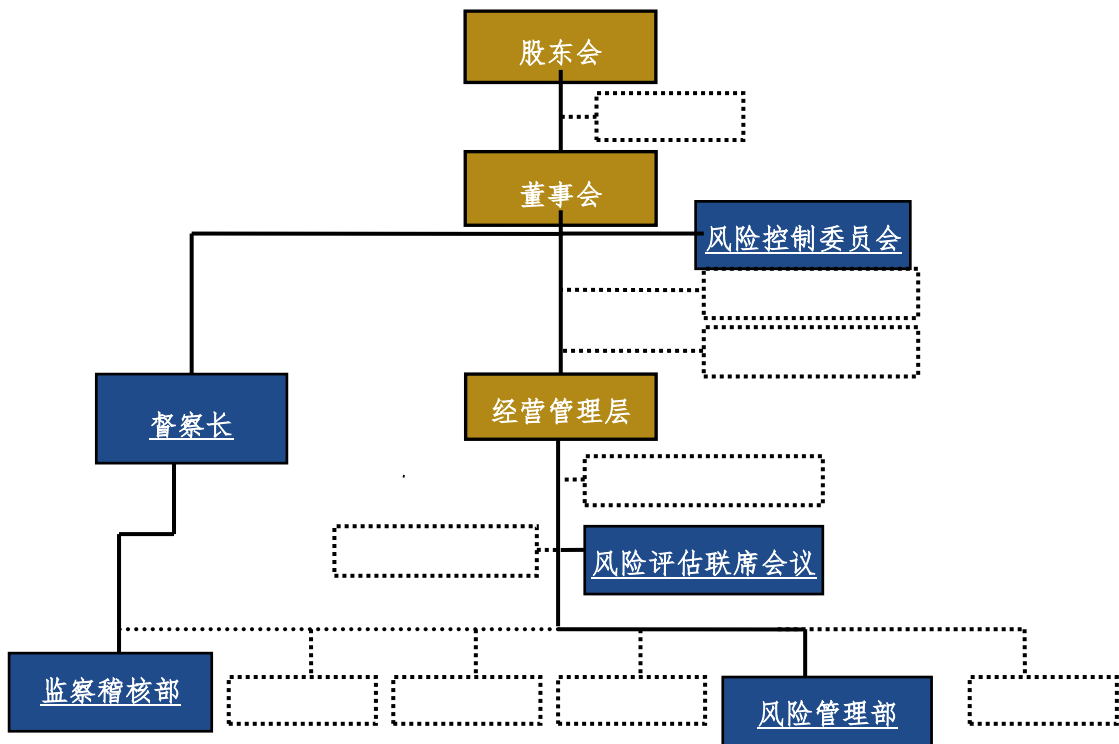 股东会
董事会
风险控制委员会
督察长
经营管理层
风险评估联席会议
监察稽核部
风险管理部